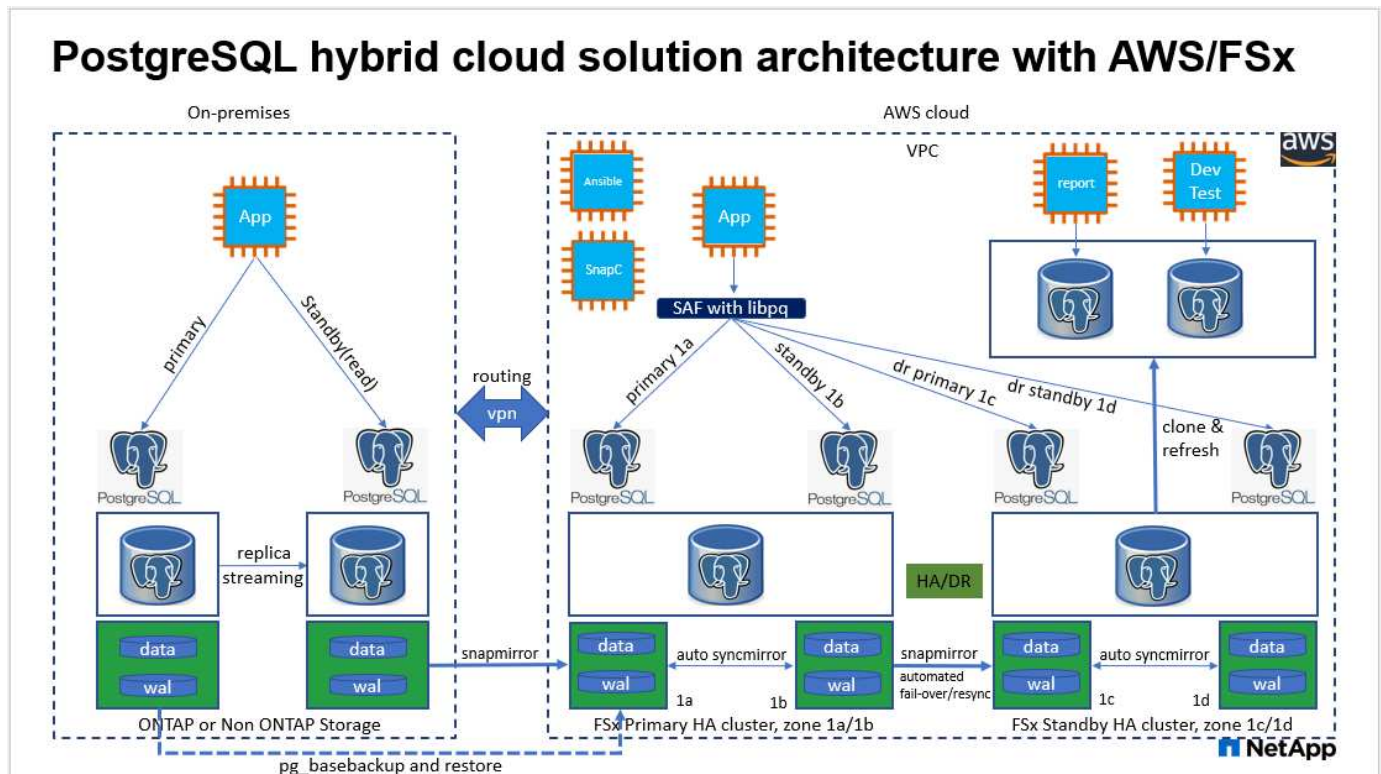 PostgreSQL hybrid cloud solution architecture with AWS/FSx
On-premises
AWS cloud
VPC
aws
App
Ansible
SnapC
App
report
Dev
Test
SAF with libpq
primary
Standby(read)
routing
vpn
primary 1a
standby 1b
dr primary 1c
dr standby 1d
clone &
refresh
PostgreSQL
PostgreSQL
PostgreSQL
PostgreSQL
PostgreSQL
PostgreSQL
replica
streaming
HA/DR
data
wal
data
wal
snapmirror
data
wal
1a
auto syncmirror
1b
data
wal
snapmirror
automated
fail-over/resync
data
wal
1c
auto syncmirror
1d
data
wal
ONTAP or Non ONTAP Storage
FSx Primary HA cluster, zone 1a/1b
FSx Standby HA cluster, zone 1c/1d
pg_basebackup and restore
NetApp